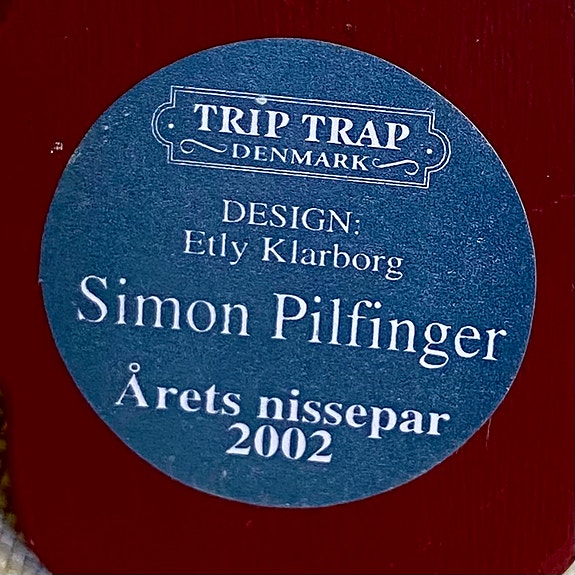 TRIP TRAP
DENMARK
DESIGN:
Etly Klarborg
Simon Pilfinger
Årets nissepar
2002